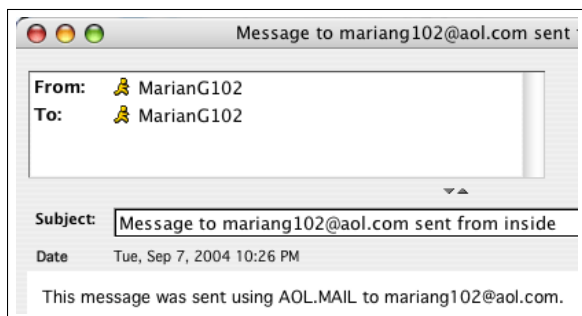 Message to mariang102@aol.com sent
From: MarianG102
To: MarianG102
Subject: Message to mariang102@aol.com sent from inside
Date Tue, Sep 7, 2004 10:26 PM
This message was sent using AOL.MAIL to mariang102@aol.com.